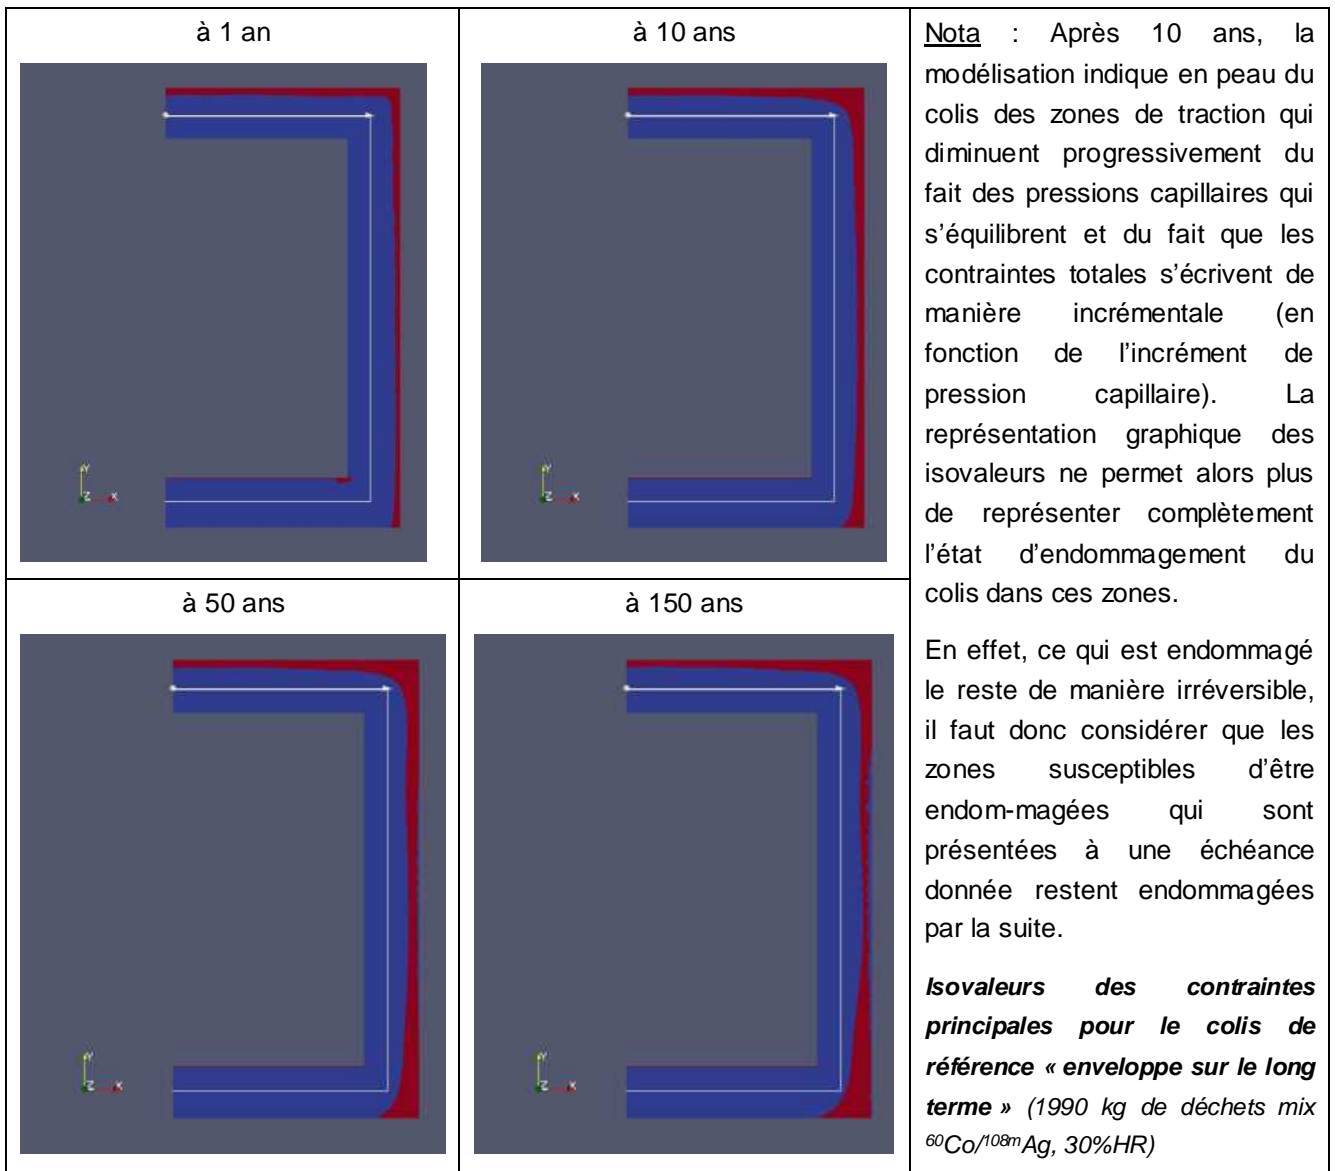 à 1 an
à 10 ans
Y
Z
X
Y
Z
X
à 50 ans
à 150 ans
Y
Z
X
Y
Z
X
Nota : Après 10 ans, la
modélisation indique en peau du
colis des zones de traction qui
diminuent progressivement du
fait des pressions capillaires qui
s’équilibrent et du fait que les
contraintes totales s’écrivent de
manière incrémentale (en
fonction de l’incrément de
pression capillaire). La
représentation graphique des
isovaleurs ne permet alors plus
de représenter complètement
l’état d’endommagement du
colis dans ces zones.
En effet, ce qui est endommagé
le reste de manière irréversible,
il faut donc considérer que les
zones susceptibles d’être
endom-magées qui sont
présentées à une échéance
donnée restent endommagées
par la suite.
Isovaleurs des contraintes
principales pour le colis de
référence « enveloppe sur le long
terme » (1990 kg de déchets mix
⁶⁰Co/¹⁰⁸ᵐAg, 30%HR)